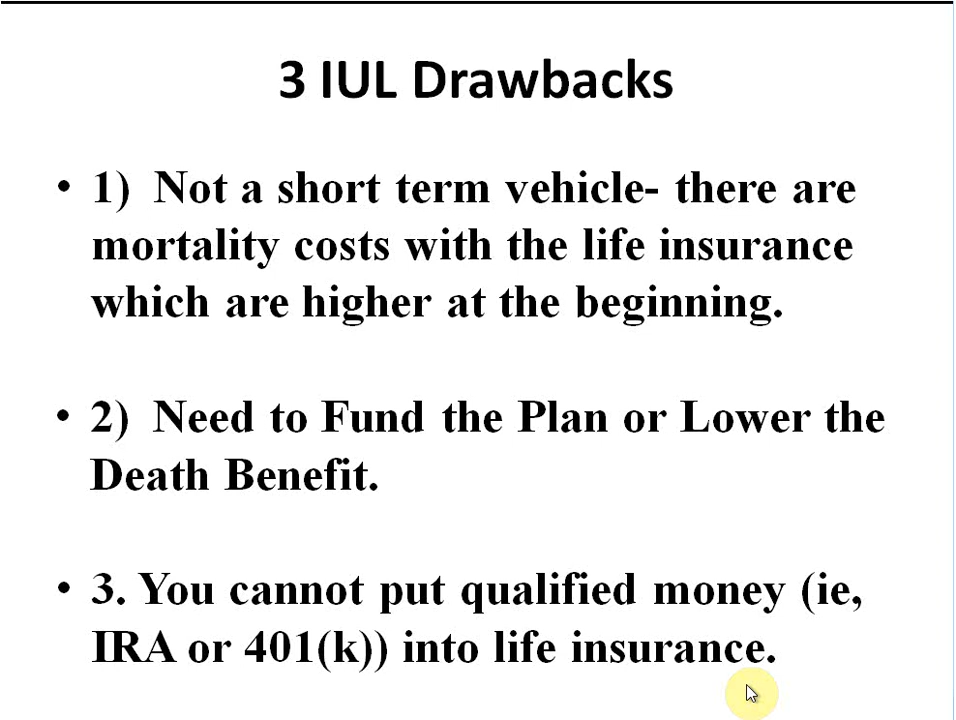 3 IUL Drawbacks
• 1) Not a short term vehicle- there are
mortality costs with the life insurance
which are higher at the beginning.
• 2) Need to Fund the Plan or Lower the
Death Benefit.
• 3. You cannot put qualified money (ie,
IRA or 401(k)) into life insurance.